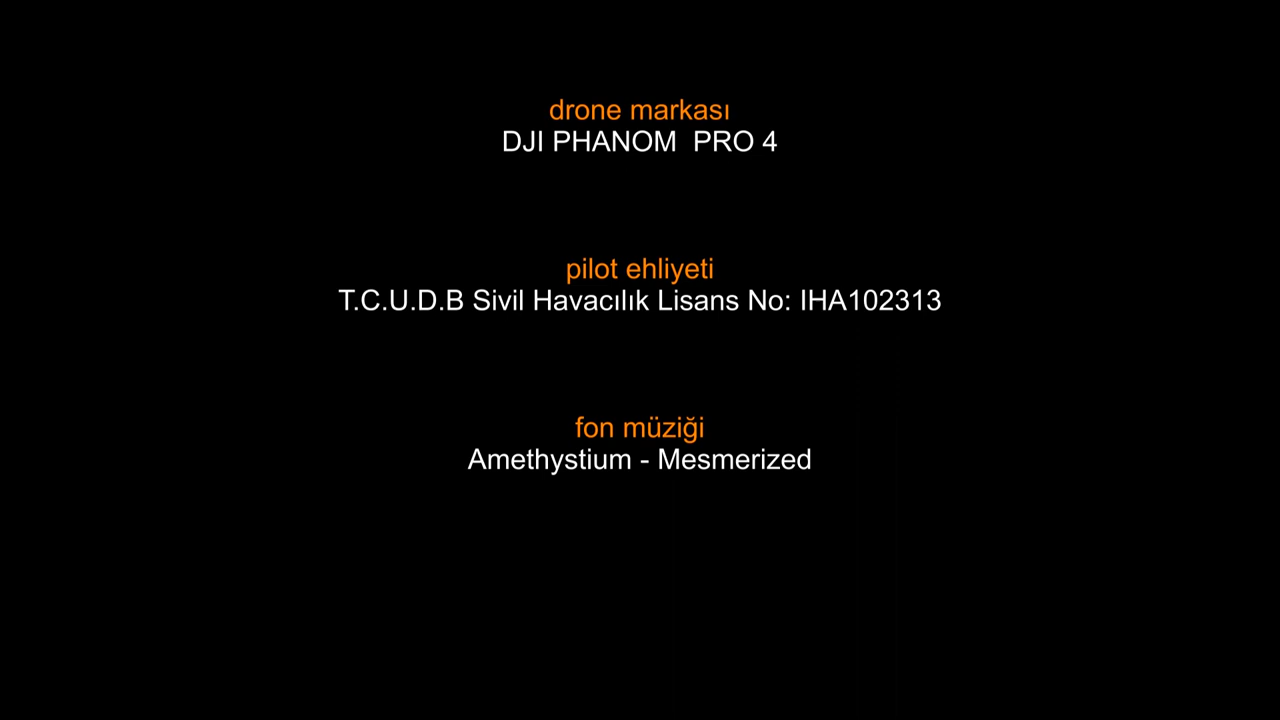 drone markası
DJI PHANOM  PRO 4
pilot ehliyeti
T.C.U.D.B Sivil Havacılık Lisans No: IHA102313
fon müziği
Amethystium - Mesmerized